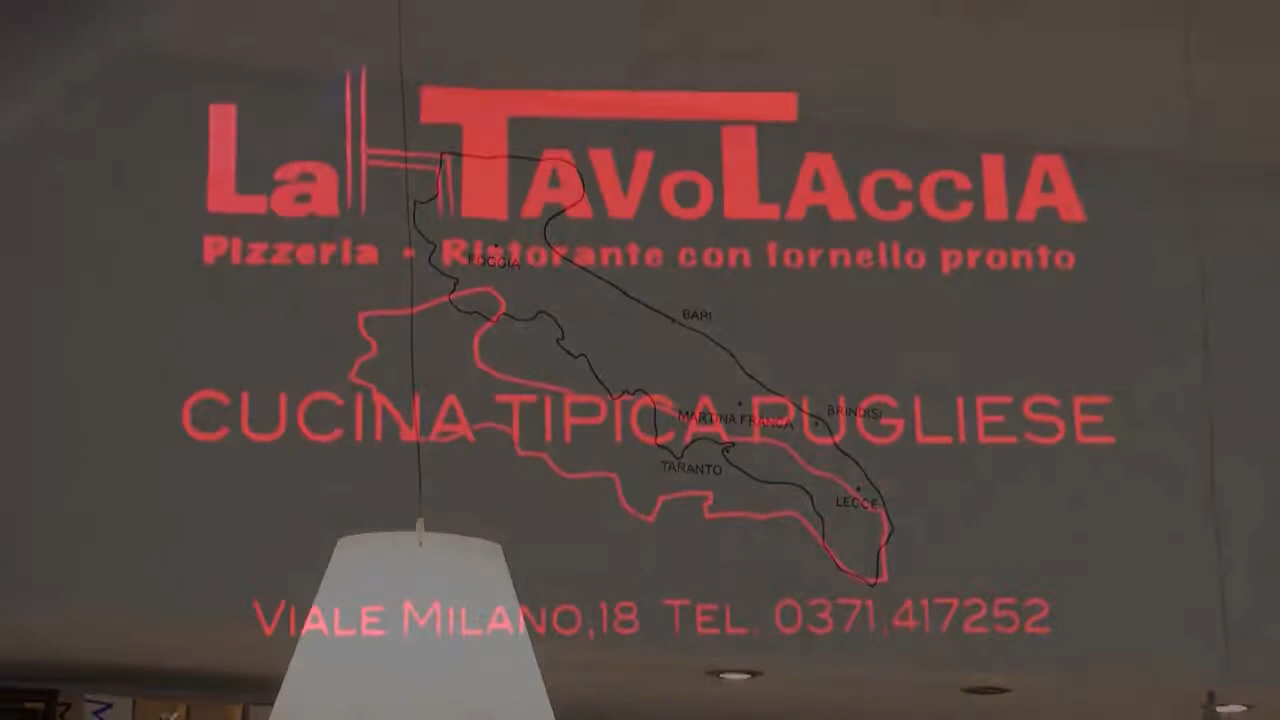 La TAVoLAccIA
Pizzeria · Ristorante con fornello pronto
FOGGIA
BARI
CUCINA TIPICA PUGLIESE
MARTINA FRANCA
BRINDISI
TARANTO
LECCE
VIALE MILANO,18 TEL. 0371,417252